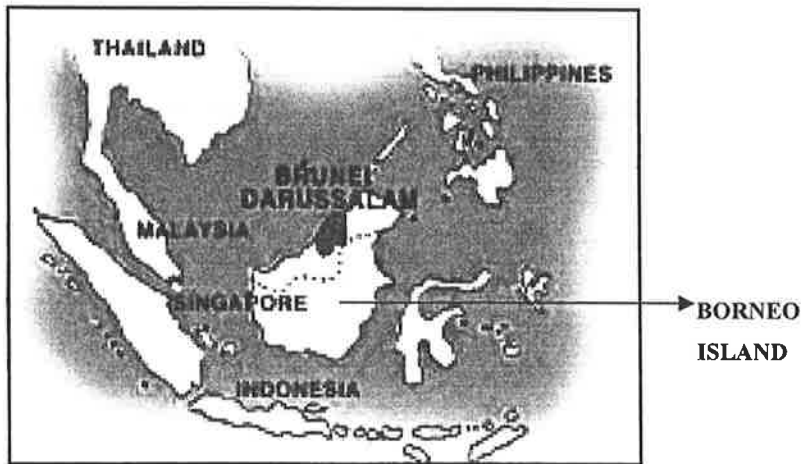 THAILAND
PHILIPPINES
BRUNEI
DARUSSALAM
MALAYSIA
SINGAPORE
BORNEO
ISLAND
INDONESIA